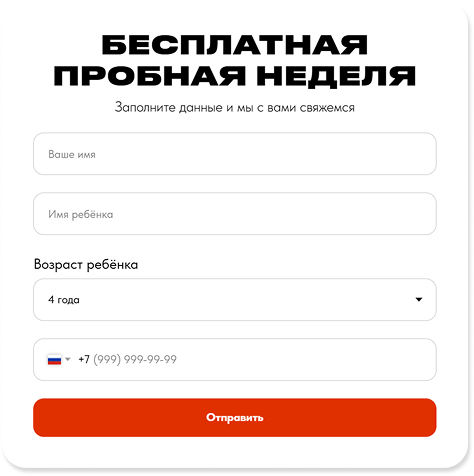 БЕСПЛАТНАЯ
ПРОБНАЯ НЕДЕЛЯ
Заполните данные и мы с вами свяжемся
Ваше имя
Имя ребёнка
Возраст ребёнка
4 года
+7 (999) 999-99-99
Отправить